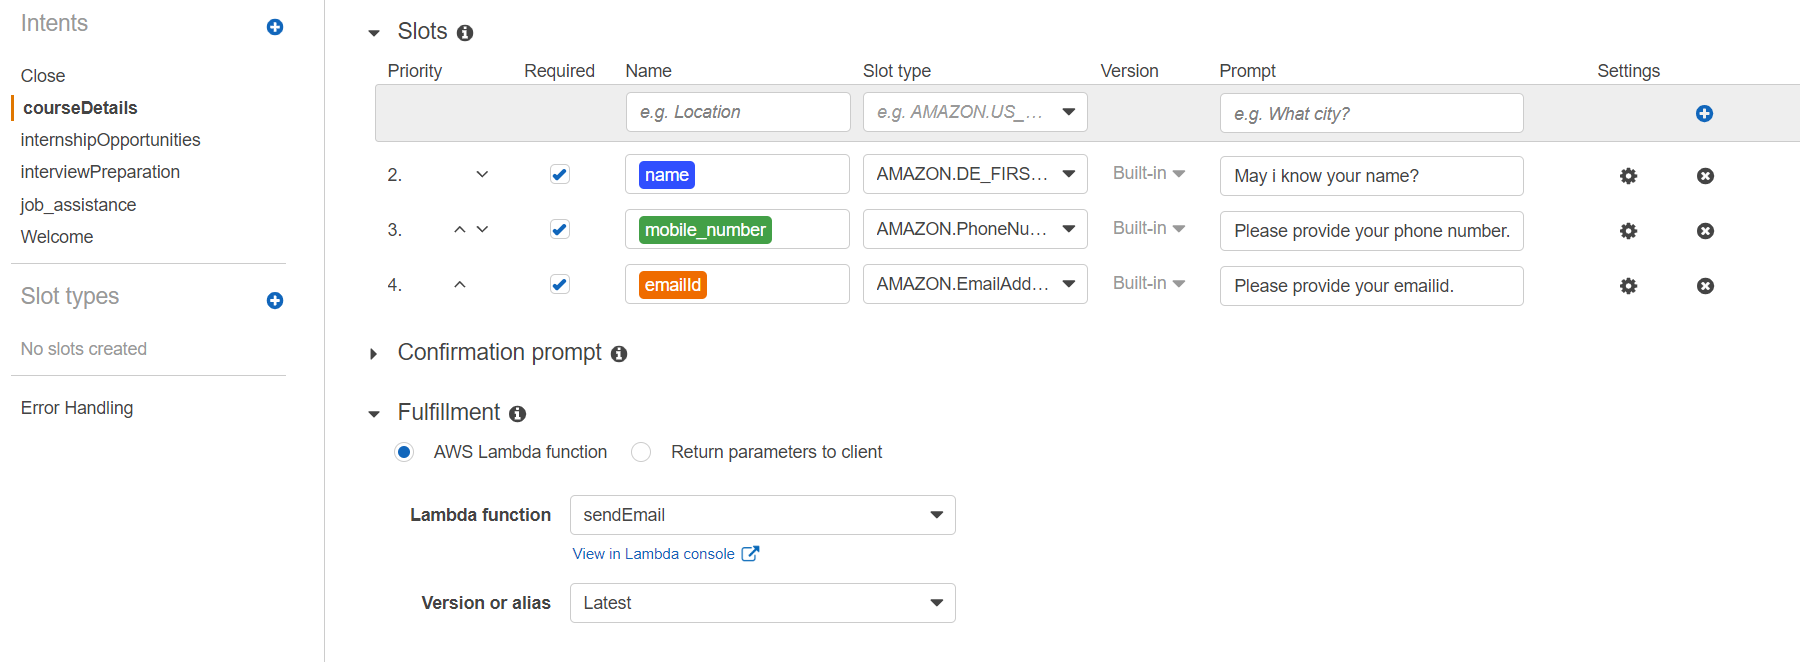 Intents
Close
courseDetails
internshipOpportunities
interviewPreparation
job_assistance
Welcome
Slot types
No slots created
Error Handling
Slots
Priority Required Name Slot type Version Prompt Settings
e.g. Location e.g. AMAZON.US_... e.g. What city?
2. name AMAZON.DE_FIRS... Built-in May i know your name?
3. mobile_number AMAZON.PhoneNu... Built-in Please provide your phone number.
4. emailId AMAZON.EmailAdd... Built-in Please provide your emailid.
Confirmation prompt
Fulfillment
AWS Lambda function Return parameters to client
Lambda function sendEmail
View in Lambda console
Version or alias Latest